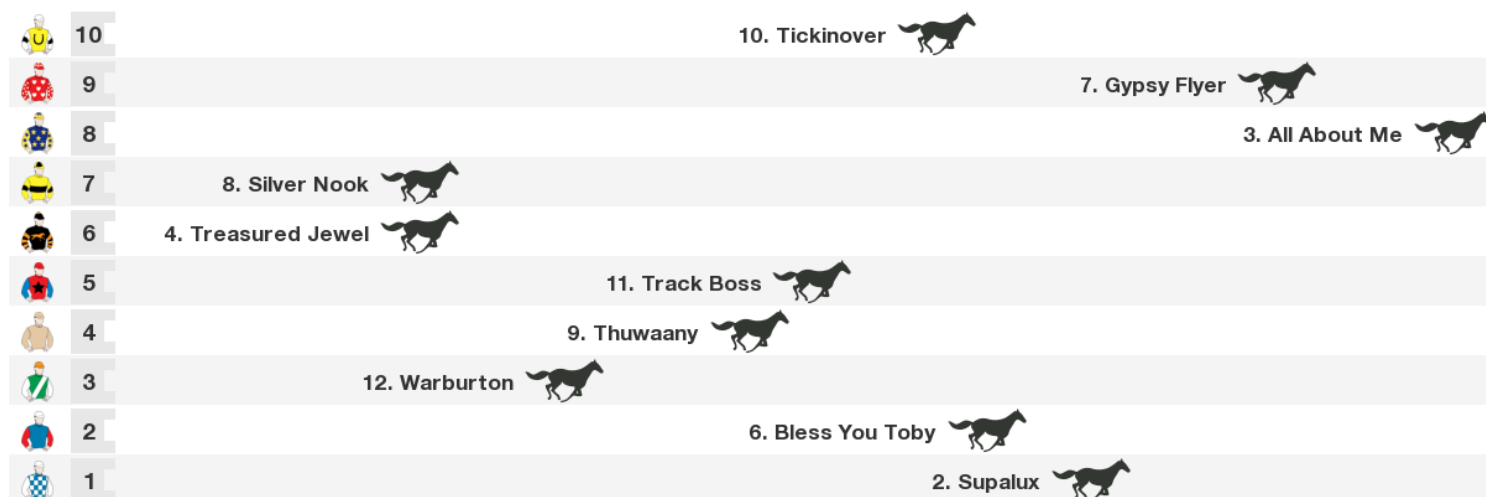 10 10. Tickinover
9 7. Gypsy Flyer
8 3. All About Me
7 8. Silver Nook
6 4. Treasured Jewel
5 11. Track Boss
4 9. Thuwaany
3 12. Warburton
2 6. Bless You Toby
1 2. Supalux